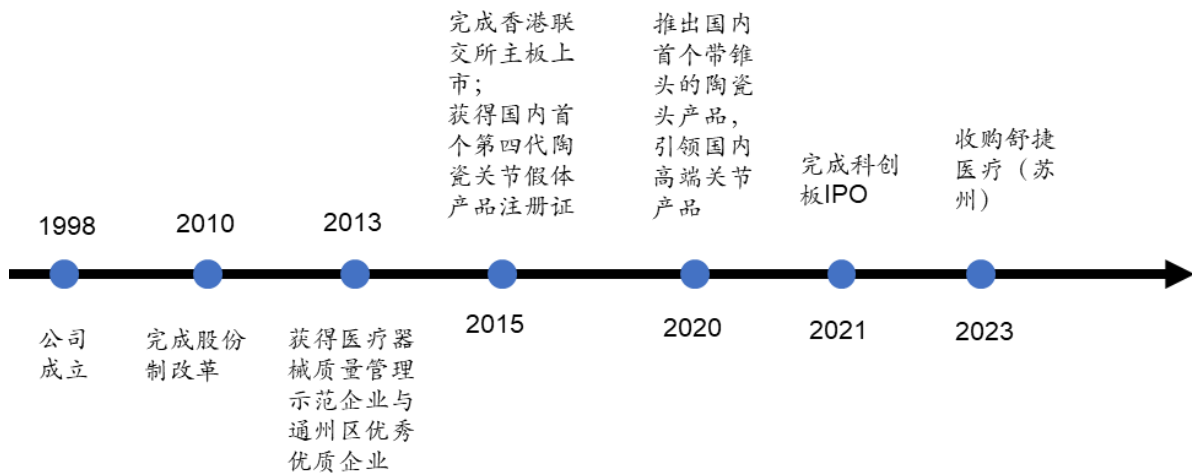 1998
公司
成立
2010
完成股份
制改革
2013
获得医疗器
械质量管理
示范企业与
通州区优秀
优质企业
完成香港联
交所主板上
市;
获得国内首
个第四代陶
瓷关节假体
产品注册证
2015
推出国内
首个带锥
头的陶瓷
头产品,
引领国内
高端关节
产品
2020
完成科创
板IPO
2021
收购舒捷
医疗（苏
州）
2023